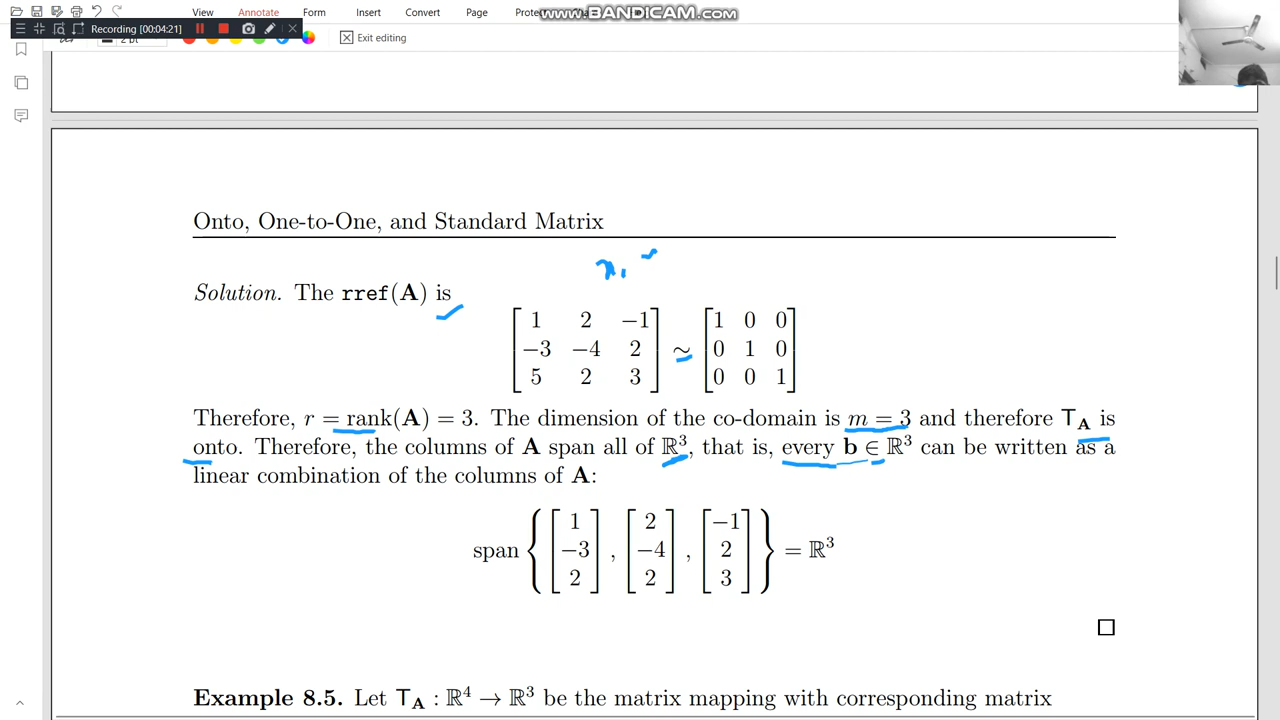 www.BANDICAM.com
View Insert Page Protect
Annotate Form Convert
Recording [00:04:21]
2 pt
Exit editing
Onto, One-to-One, and Standard Matrix
x₁
Solution. The rref(A) is
[1 2 −1] [1 0 0]
[−3 −4 2] ∼ [0 1 0]
[5 2 3] [0 0 1]
Therefore, r = rank(A) = 3. The dimension of the co-domain is m = 3 and therefore T_A is
onto. Therefore, the columns of A span all of ℝ³, that is, every b ∈ ℝ³ can be written as a
linear combination of the columns of A:
span { [1 −3 2], [2 −4 2], [−1 2 3] } = ℝ³
□
Example 8.5. Let T_A : ℝ⁴ → ℝ³ be the matrix mapping with corresponding matrix